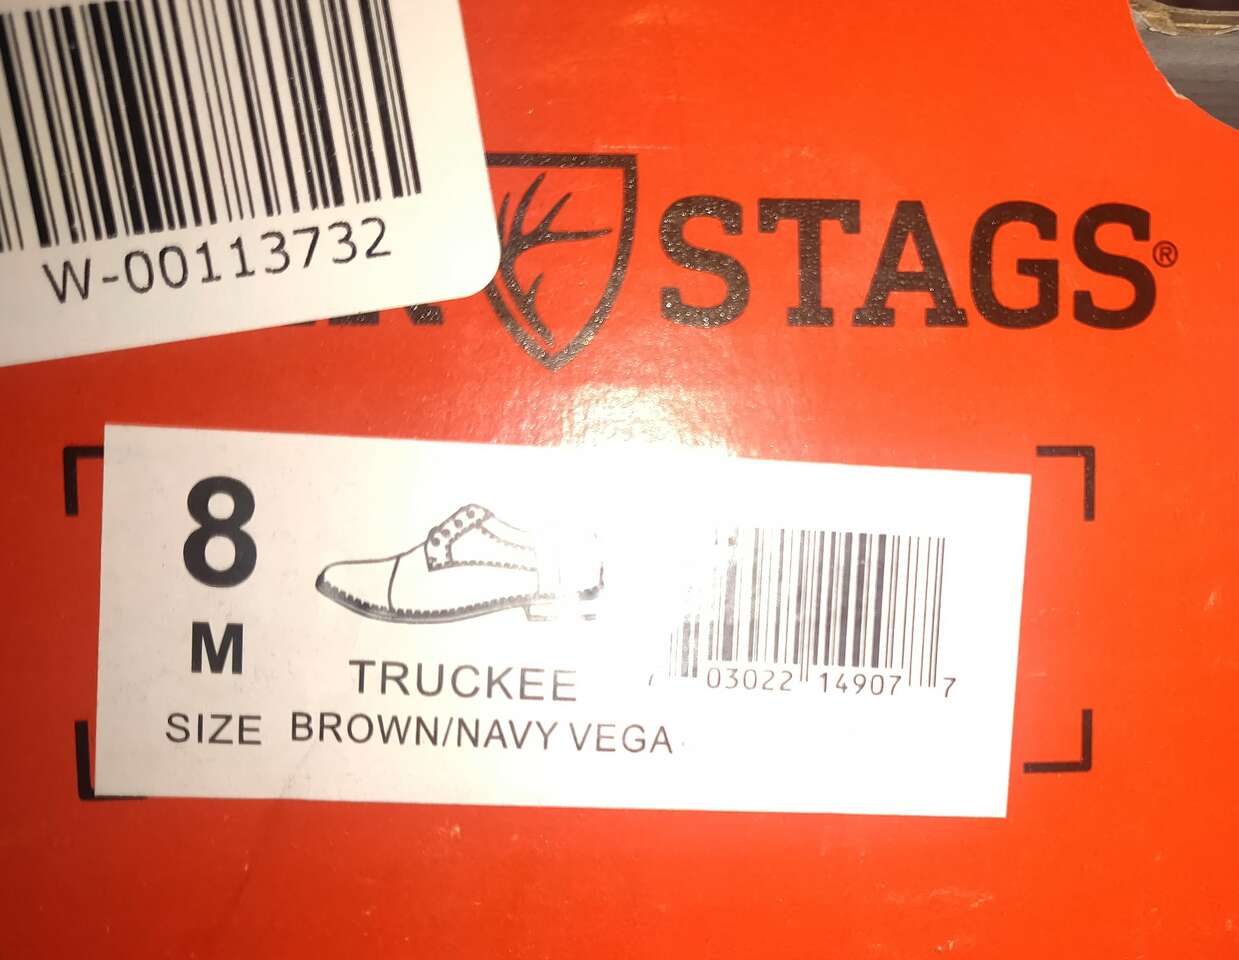 W-00113732
STAGS®
8
M
SIZE
TRUCKEE
BROWN/NAVY VEGA
03022 14907 7